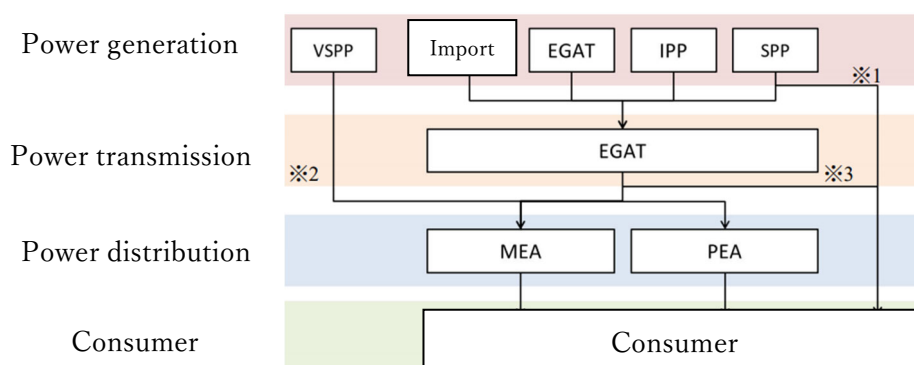 Power generation
VSPP
Import
EGAT
IPP
SPP
※1
Power transmission
EGAT
※2
※3
Power distribution
MEA
PEA
Consumer
Consumer